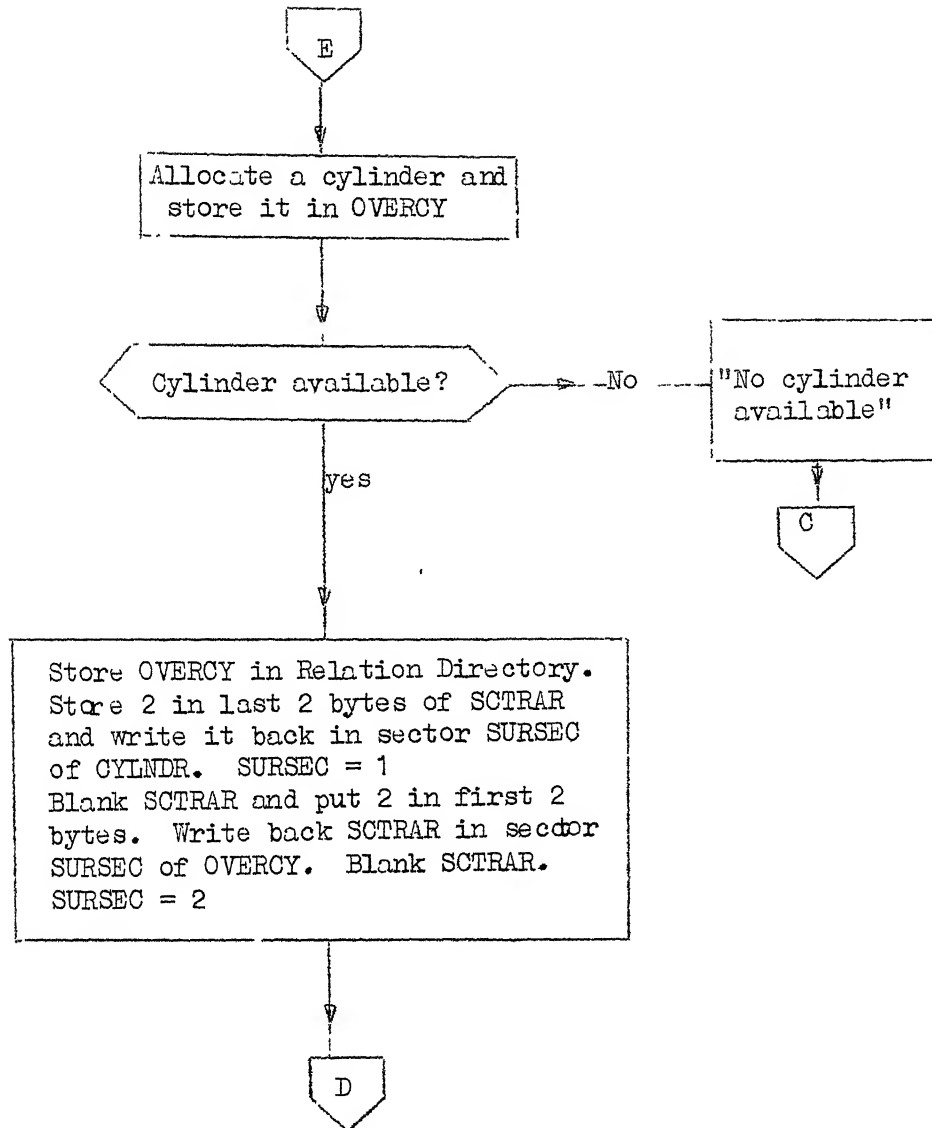 E
Allocate a cylinder and
store it in OVERCY
Cylinder available?
No
"No cylinder
available"
yes
C
Store OVERCY in Relation Directory.
Store 2 in last 2 bytes of SCTRAR
and write it back in sector SURSEC
of CYLNDR. SURSEC = 1
Blank SCTRAR and put 2 in first 2
bytes. Write back SCTRAR in sector
SURSEC of OVERCY. Blank SCTRAR.
SURSEC = 2
D